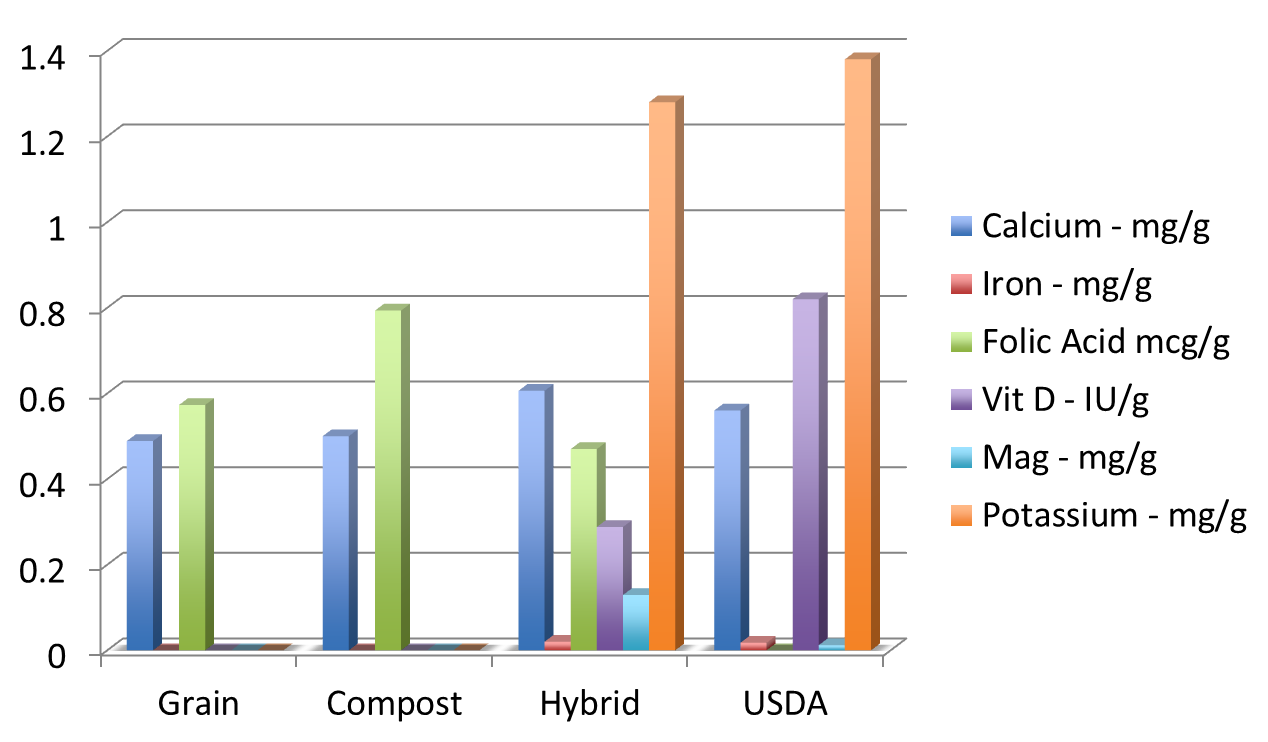 1.4
1.2
1
0.8
0.6
0.4
0.2
0
Grain Compost Hybrid USDA
Calcium - mg/g
Iron - mg/g
Folic Acid mcg/g
Vit D - IU/g
Mag - mg/g
Potassium - mg/g